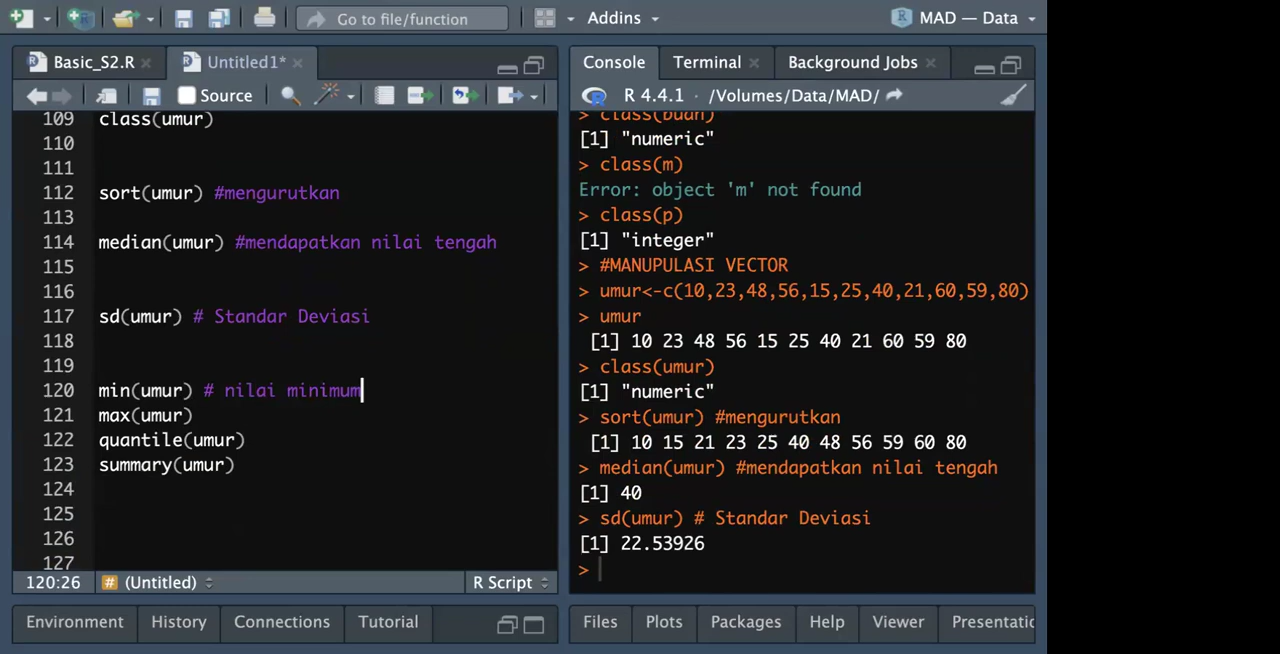 Go to file/function
Addins
MAD — Data
Basic_S2.R
Untitled1*
Source
109 class(umur)
110
111
112 sort(umur) #mengurutkan
113
114 median(umur) #mendapatkan nilai tengah
115
116
117 sd(umur) # Standar Deviasi
118
119
120 min(umur) # nilai minimum
121 max(umur)
122 quantile(umur)
123 summary(umur)
124
125
126
127
120:26
# (Untitled)
R Script
Environment
History
Connections
Tutorial
Console
Terminal
Background Jobs
R 4.4.1 · /Volumes/Data/MAD/
> class(buah)
[1] "numeric"
> class(m)
Error: object 'm' not found
> class(p)
[1] "integer"
> #MANUPULASI VECTOR
> umur<-c(10,23,48,56,15,25,40,21,60,59,80)
> umur
[1] 10 23 48 56 15 25 40 21 60 59 80
> class(umur)
[1] "numeric"
> sort(umur) #mengurutkan
[1] 10 15 21 23 25 40 48 56 59 60 80
> median(umur) #mendapatkan nilai tengah
[1] 40
> sd(umur) # Standar Deviasi
[1] 22.53926
>
Files
Plots
Packages
Help
Viewer
Presentatio